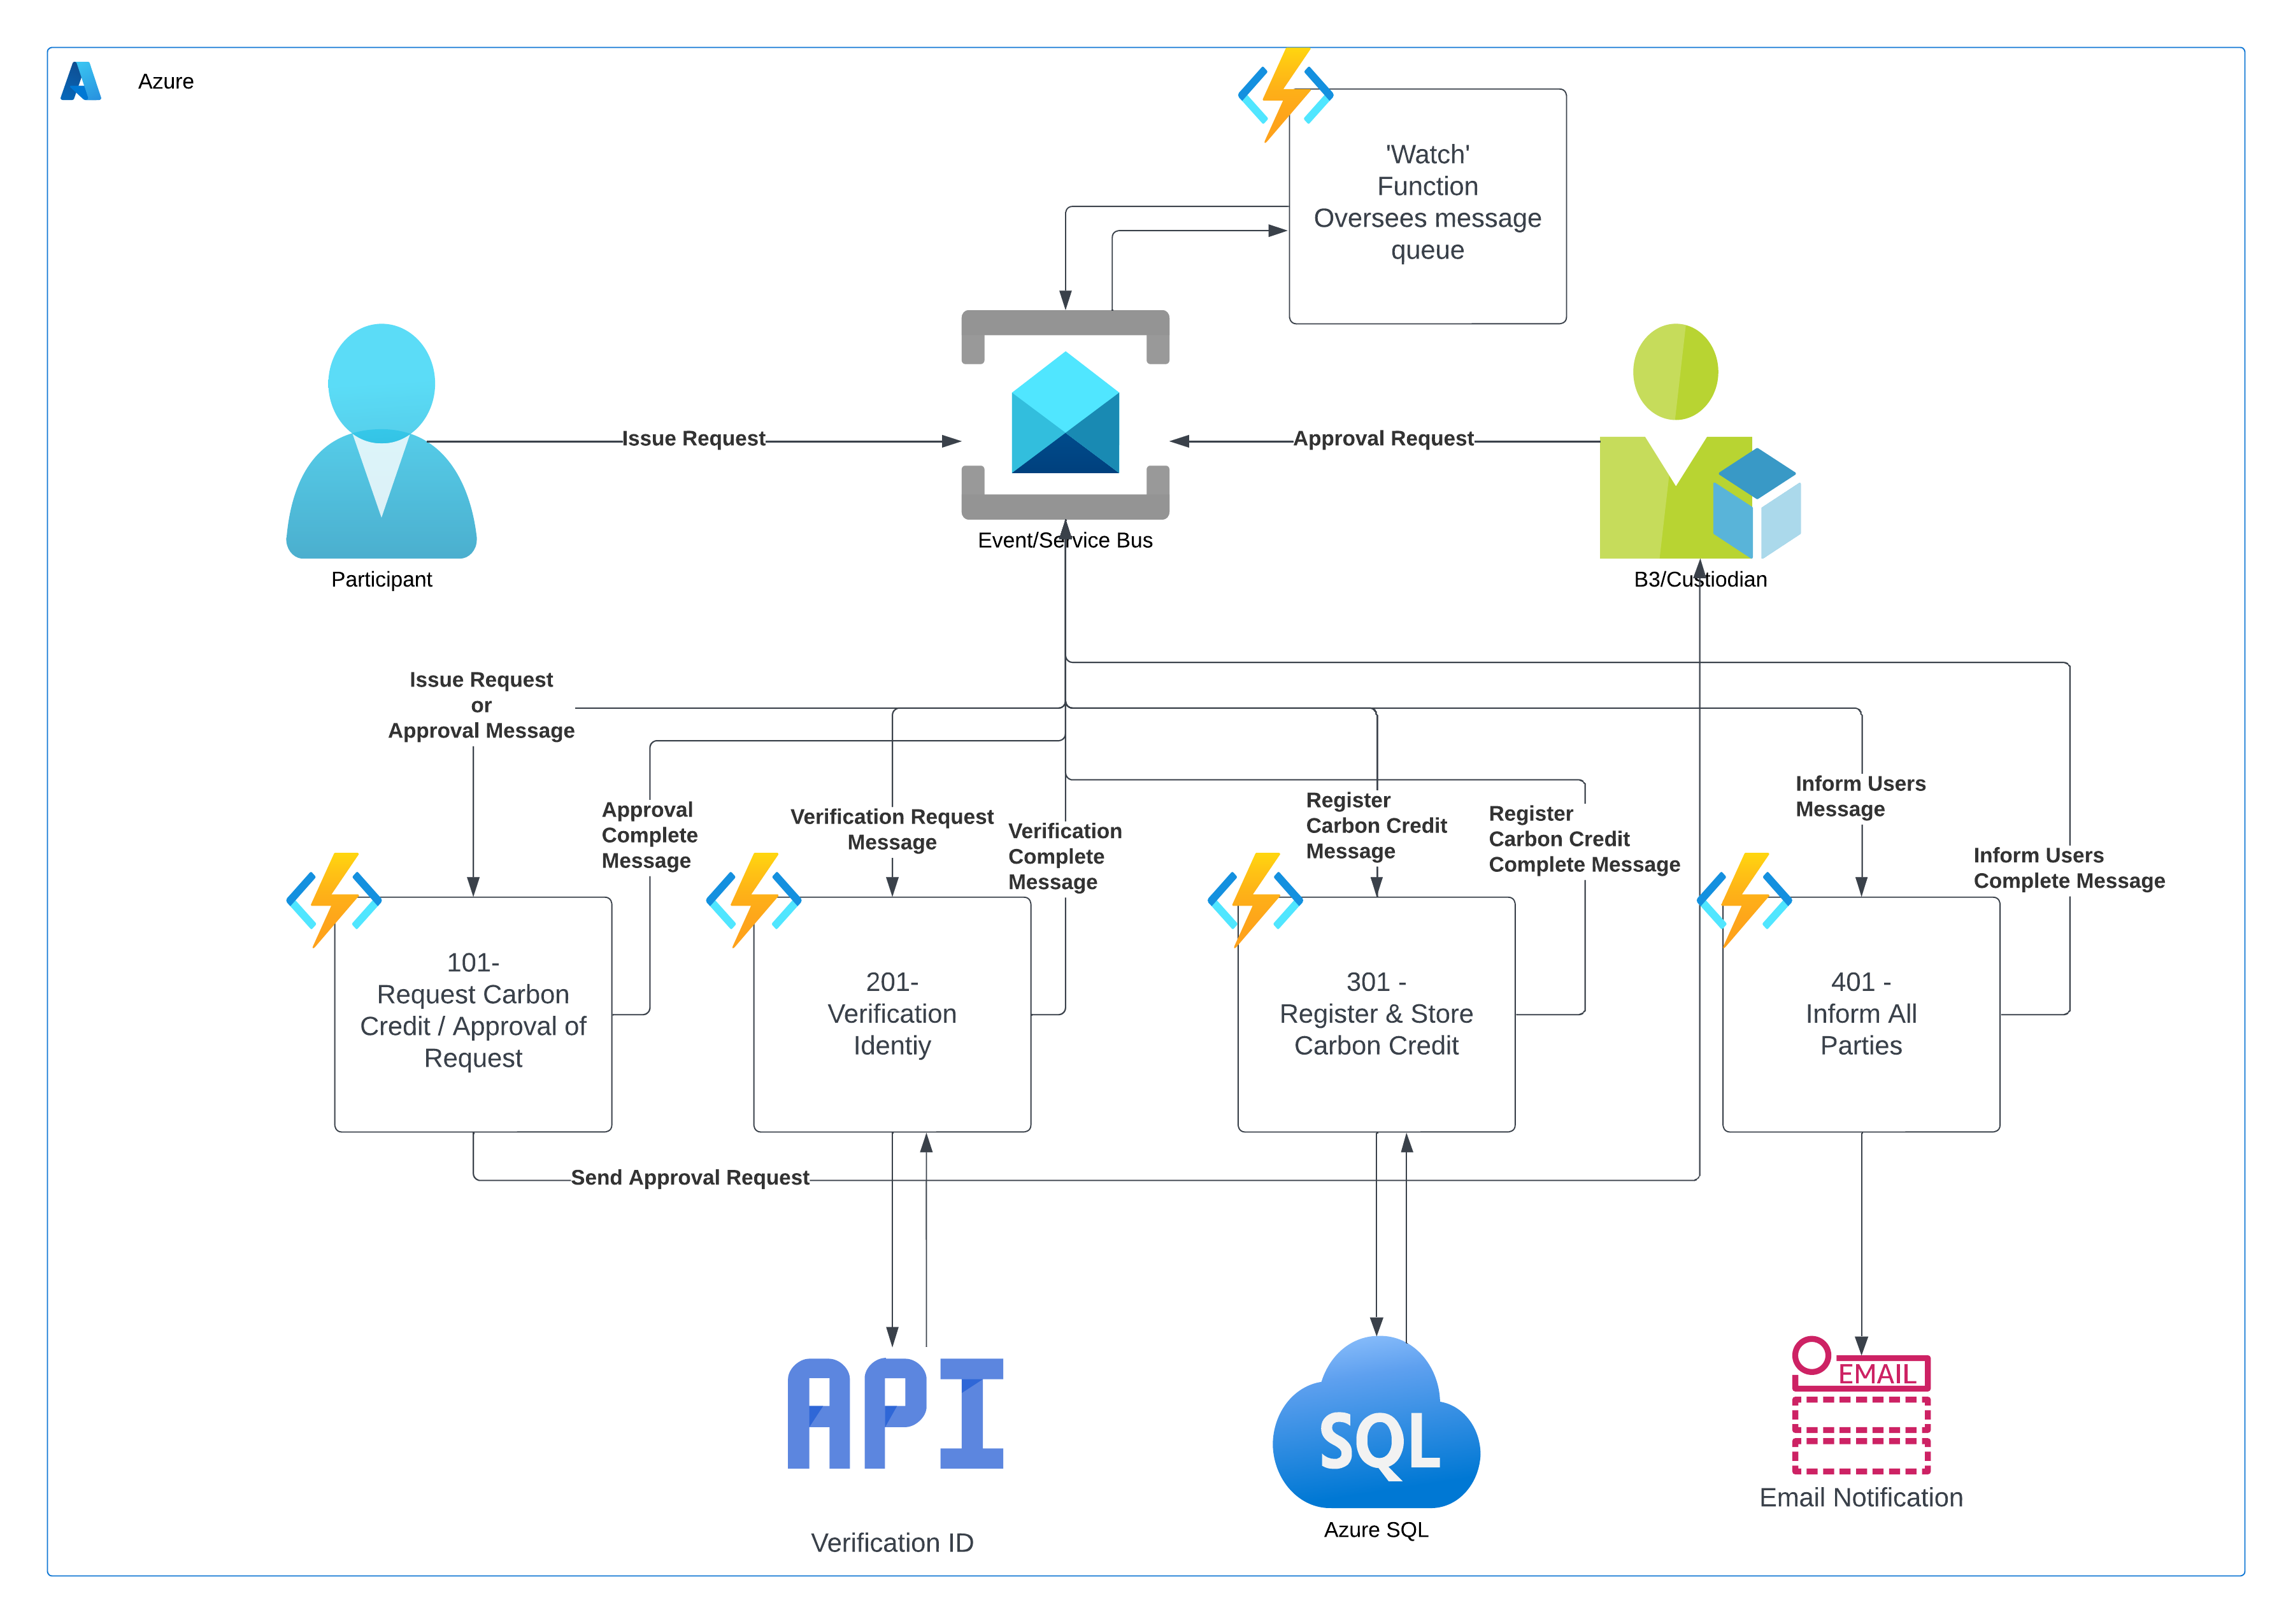 Azure
'Watch'
Function
Oversees message
queue
Issue Request
Approval Request
Event/Service Bus
Participant
B3/Custiodian
Issue Request
or
Approval Message
Approval
Complete
Message
Verification Request
Message
Verification
Complete
Message
Register
Carbon Credit
Message
Register
Carbon Credit
Complete Message
Inform Users
Message
Inform Users
Complete Message
101-
Request Carbon
Credit / Approval of
Request
201-
Verification
Identiy
301 -
Register & Store
Carbon Credit
401 -
Inform All
Parties
Send Approval Request
API
Verification ID
SQL
Azure SQL
EMAIL
Email Notification